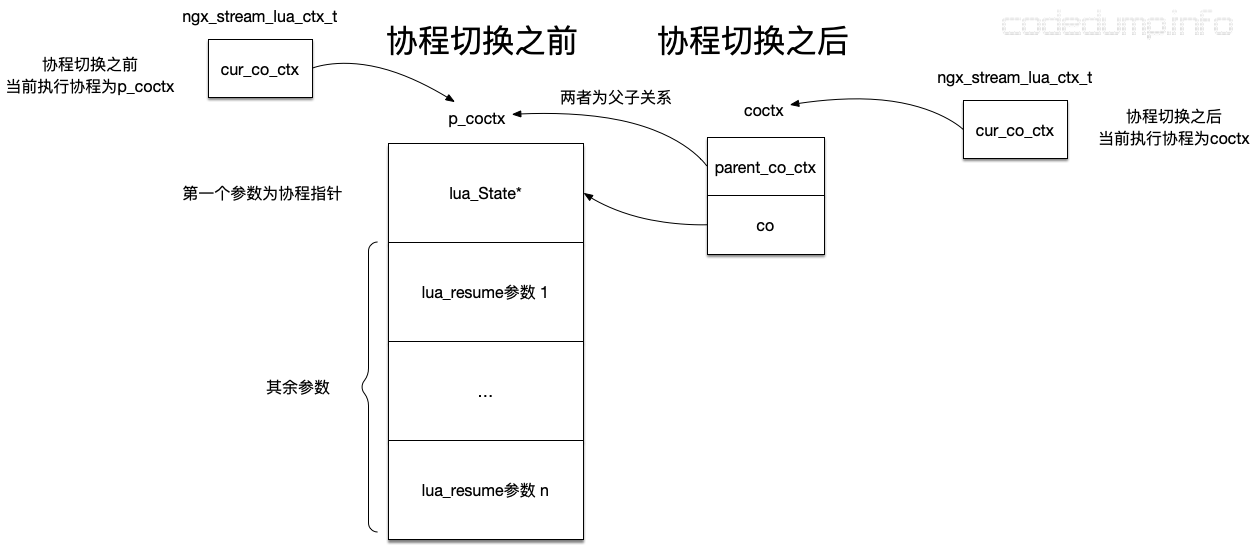 ngx_stream_lua_ctx_t
协程切换之前
协程切换之后
codedump.info
协程切换之前
当前执行协程为p_coctx
cur_co_ctx
p_coctx
两者为父子关系
coctx
ngx_stream_lua_ctx_t
cur_co_ctx
协程切换之后
当前执行协程为coctx
第一个参数为协程指针
lua_State*
parent_co_ctx
co
lua_resume参数 1
其余参数
...
lua_resume参数 n